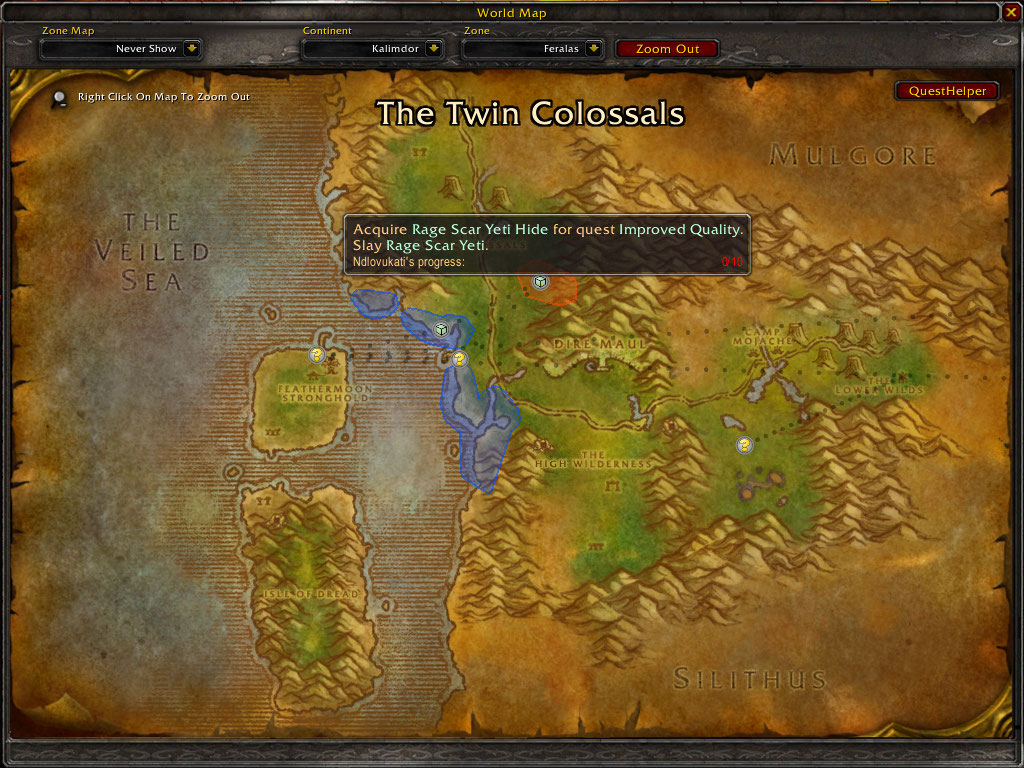 World Map
Zone Map
Continent
Zone
Never Show
Kalimdor
Feralas
Zoom Out
Right Click On Map To Zoom Out
QuestHelper
The Twin Colossals
MULGORE
THE
VEILED
SEA
Acquire Rage Scar Yeti Hide for quest Improved Quality.
Slay Rage Scar Yeti.
Ndlovukati's progress:
0/10
DIRE MAUL
CAMP
MOJACHE
FEATHERMOON
STRONGHOLD
THE
LOWER WILDS
THE
HIGH WILDERNESS
ISLE OF DREAD
SILITHUS